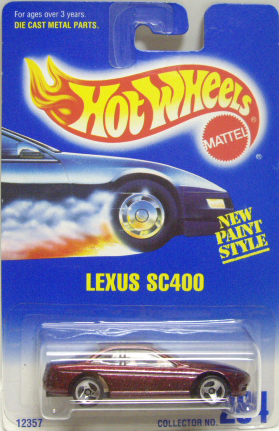 For ages over 3 years.
DIE CAST METAL PARTS.
HOT WHEELS
MATTEL
NEW
PAINT
STYLE
LEXUS SC400
12357
COLLECTOR NO.